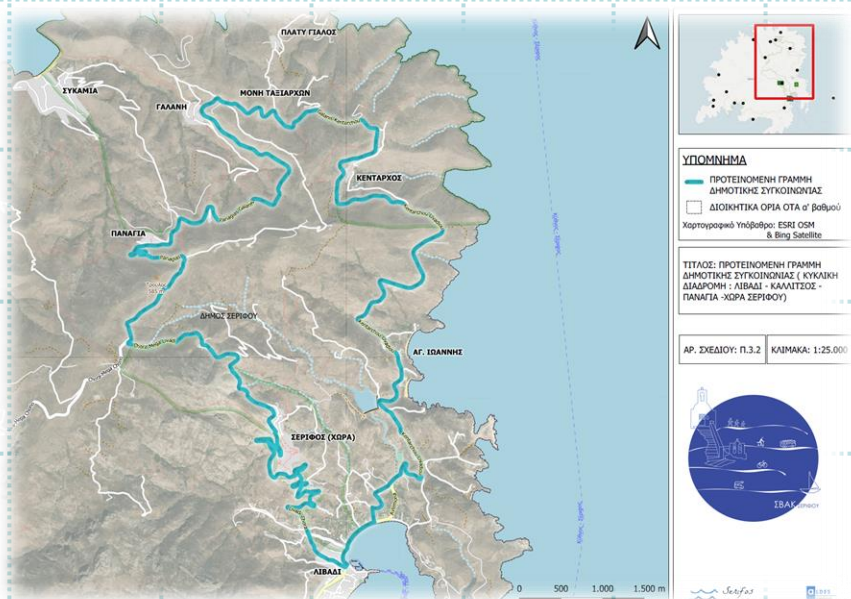 ΠΛΑΤΥ ΓΙΑΛΟΣ
ΣΥΚΑΜΙΑ
ΜΟΝΗ ΤΑΞΙΑΡΧΩΝ
ΓΑΛΑΝΗ
ΚΕΝΤΑΡΧΟΣ
ΠΑΝΑΓΙΑ
ΔΗΜΟΣ ΣΕΡΙΦΟΥ
ΑΓ. ΙΩΑΝΝΗΣ
ΣΕΡΙΦΟΣ (ΧΩΡΑ)
ΛΙΒΑΔΙ
0 500 1.000 1.500 m
ΥΠΟΜΝΗΜΑ
ΠΡΟΤΕΙΝΟΜΕΝΗ ΓΡΑΜΜΗ
ΔΗΜΟΤΙΚΗΣ ΣΥΓΚΟΙΝΩΝΙΑΣ
ΔΙΟΙΚΗΤΙΚΑ ΟΡΙΑ ΟΤΑ α' βαθμού
Χαρτογραφικό Υπόβαθρο: ESRI OSM
& Bing Satellite
ΤΙΤΛΟΣ: ΠΡΟΤΕΙΝΟΜΕΝΗ ΓΡΑΜΜΗ
ΔΗΜΟΤΙΚΗΣ ΣΥΓΚΟΙΝΩΝΙΑΣ ( ΚΥΚΛΙΚΗ
ΔΙΑΔΡΟΜΗ : ΛΙΒΑΔΙ - ΚΑΛΛΙΤΣΟΣ -
ΠΑΝΑΓΙΑ -ΧΩΡΑ ΣΕΡΙΦΟΥ)
ΑΡ. ΣΧΕΔΙΟΥ: Π.3.2
ΚΛΙΜΑΚΑ: 1:25.000
ΣΒΑΚ ΣΕΡΙΦΟΥ
Serifos